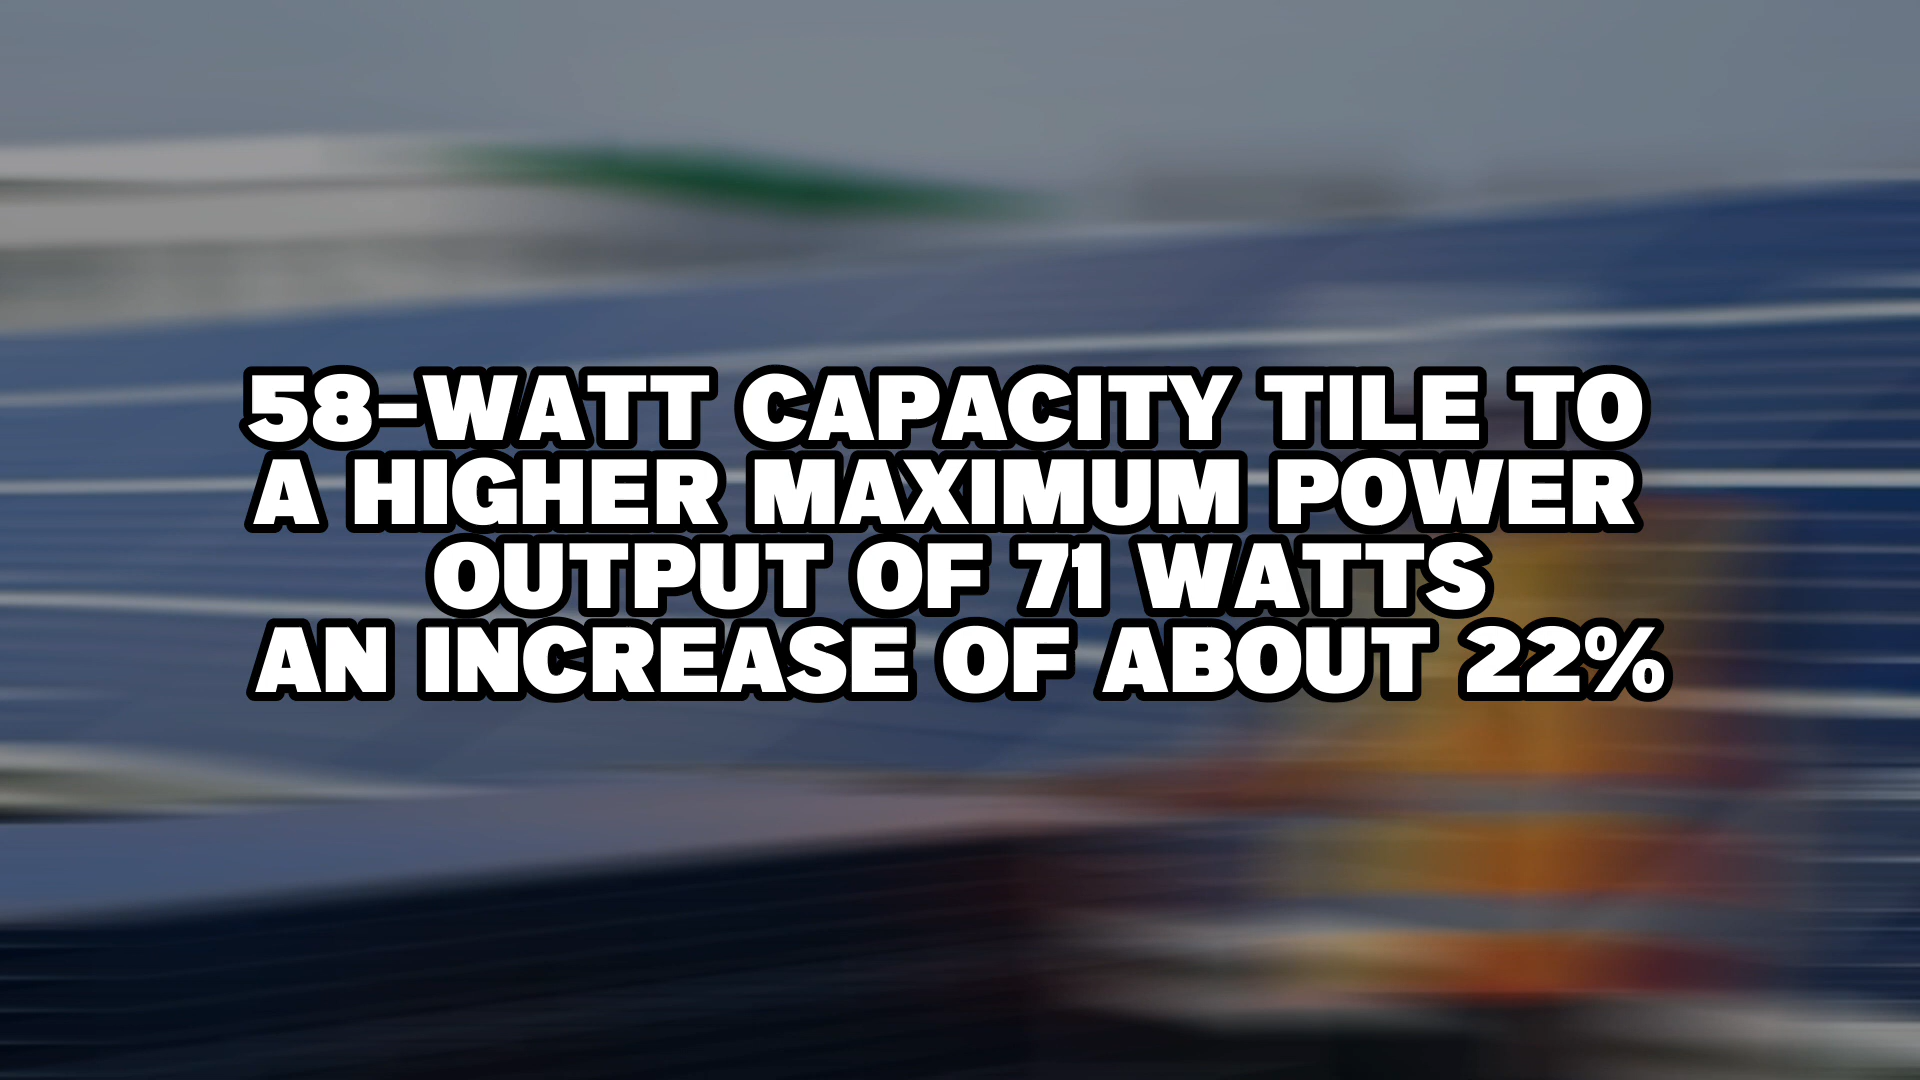 58-WATT CAPACITY TILE TO
A HIGHER MAXIMUM POWER
OUTPUT OF 71 WATTS
AN INCREASE OF ABOUT 22%